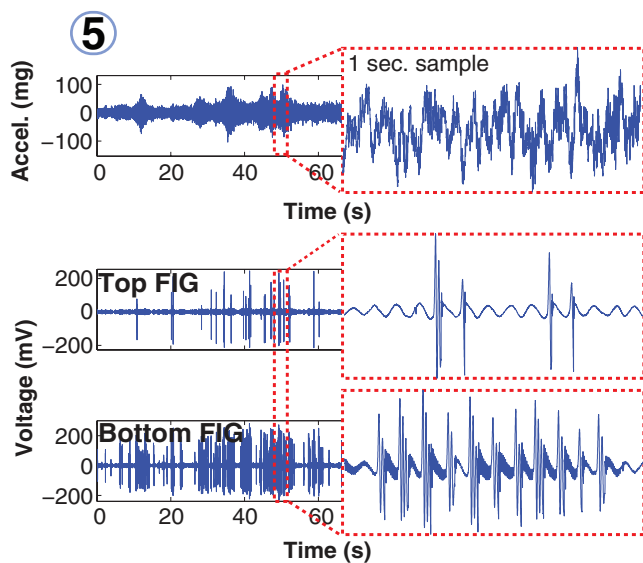 5
Accel. (mg)
100
0
−100
1 sec. sample
0 20 40 60
Time (s)
Voltage (mV)
200
0
−200
Top FIG
200
0
−200
Bottom FIG
0 20 40 60
Time (s)